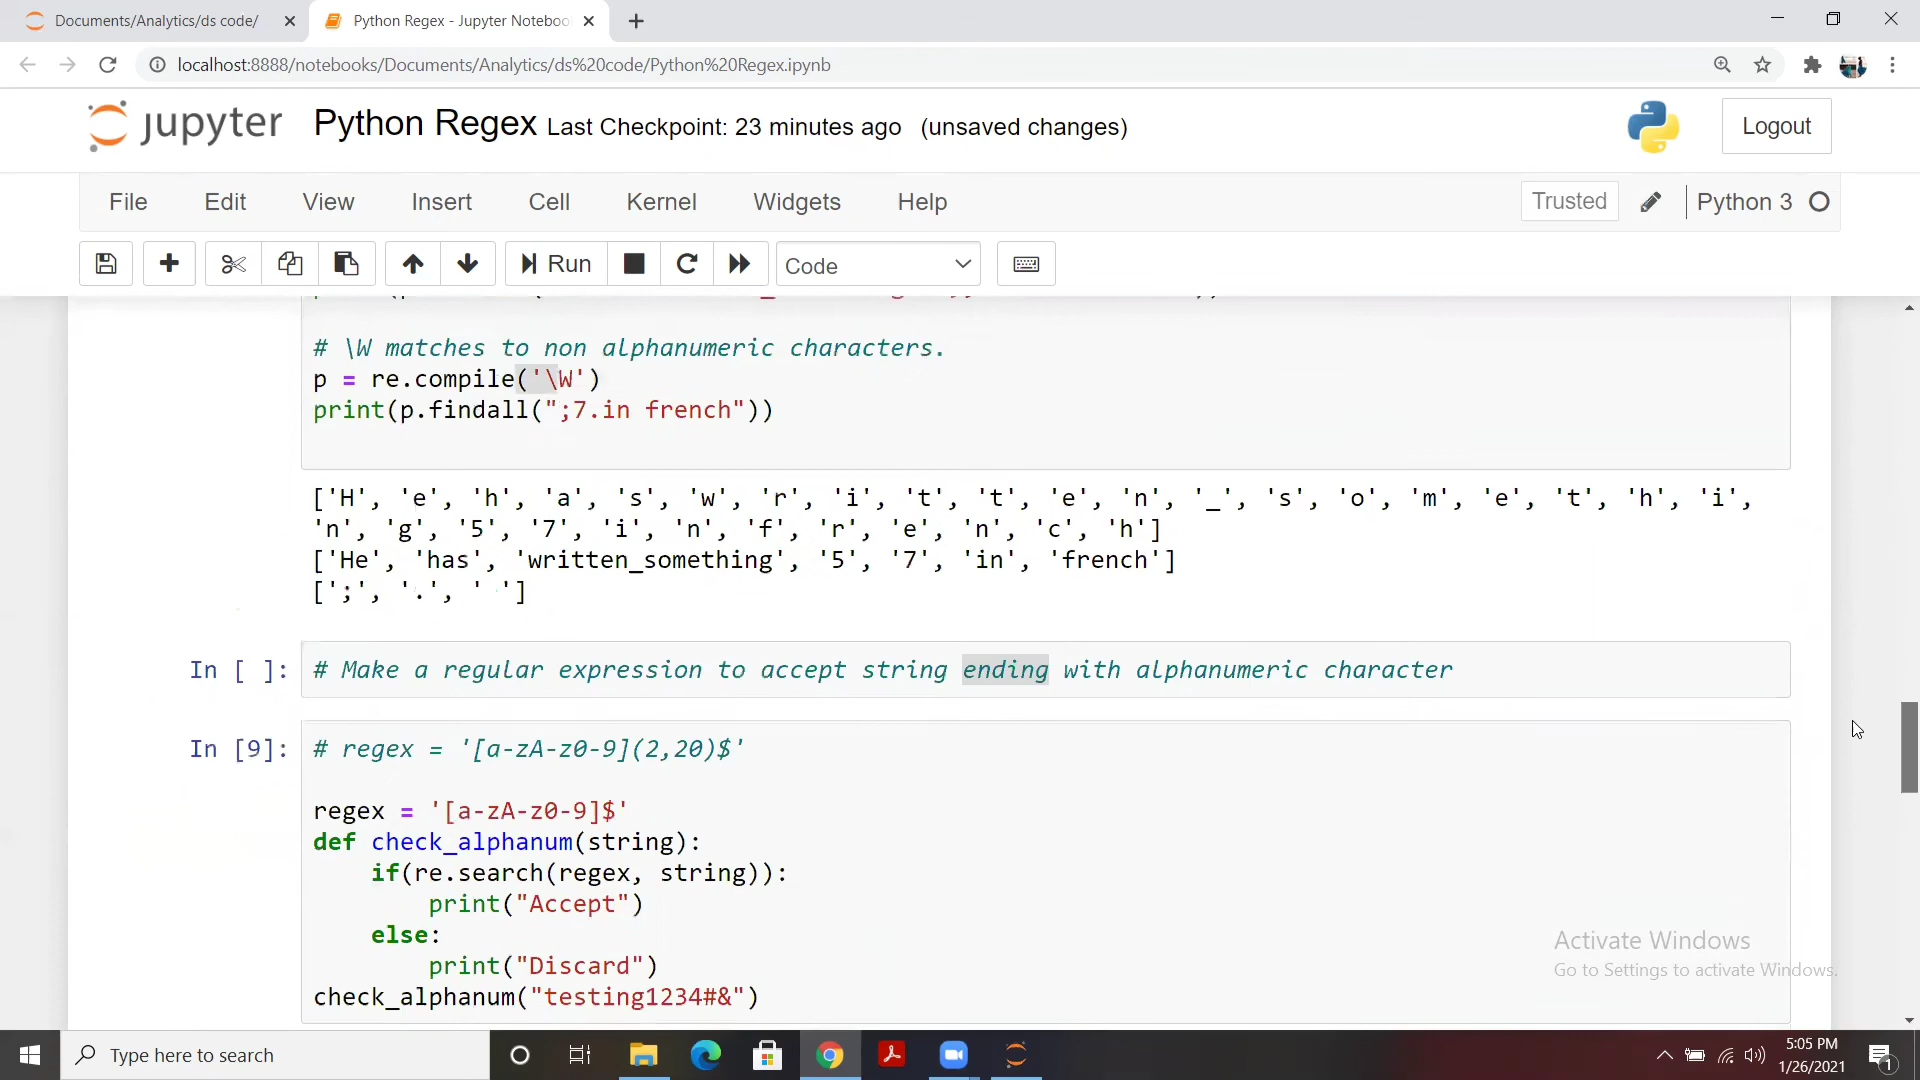 Documents/Analytics/ds code/
Python Regex - Jupyter Noteboo
localhost:8888/notebooks/Documents/Analytics/ds%20code/Python%20Regex.ipynb
jupyter Python Regex Last Checkpoint: 23 minutes ago (unsaved changes)
Logout
File Edit View Insert Cell Kernel Widgets Help
Trusted
Python 3
Run
Code
# \W matches to non alphanumeric characters.
p = re.compile('\W')
print(p.findall(";7.in french"))
['H', 'e', 'h', 'a', 's', 'w', 'r', 'i', 't', 't', 'e', 'n', '_', 's', 'o', 'm', 'e', 't', 'h', 'i',
'n', 'g', '5', '7', 'i', 'n', 'f', 'r', 'e', 'n', 'c', 'h']
['He', 'has', 'written_something', '5', '7', 'in', 'french']
[';', '.', ' ']
In [ ]: # Make a regular expression to accept string ending with alphanumeric character
In [9]: # regex = '[a-zA-z0-9](2,20)$'
regex = '[a-zA-z0-9]$'
def check_alphanum(string):
if(re.search(regex, string)):
print("Accept")
else:
print("Discard")
check_alphanum("testing1234#&")
Activate Windows
Go to Settings to activate Windows.
Type here to search
5:05 PM
1/26/2021
1